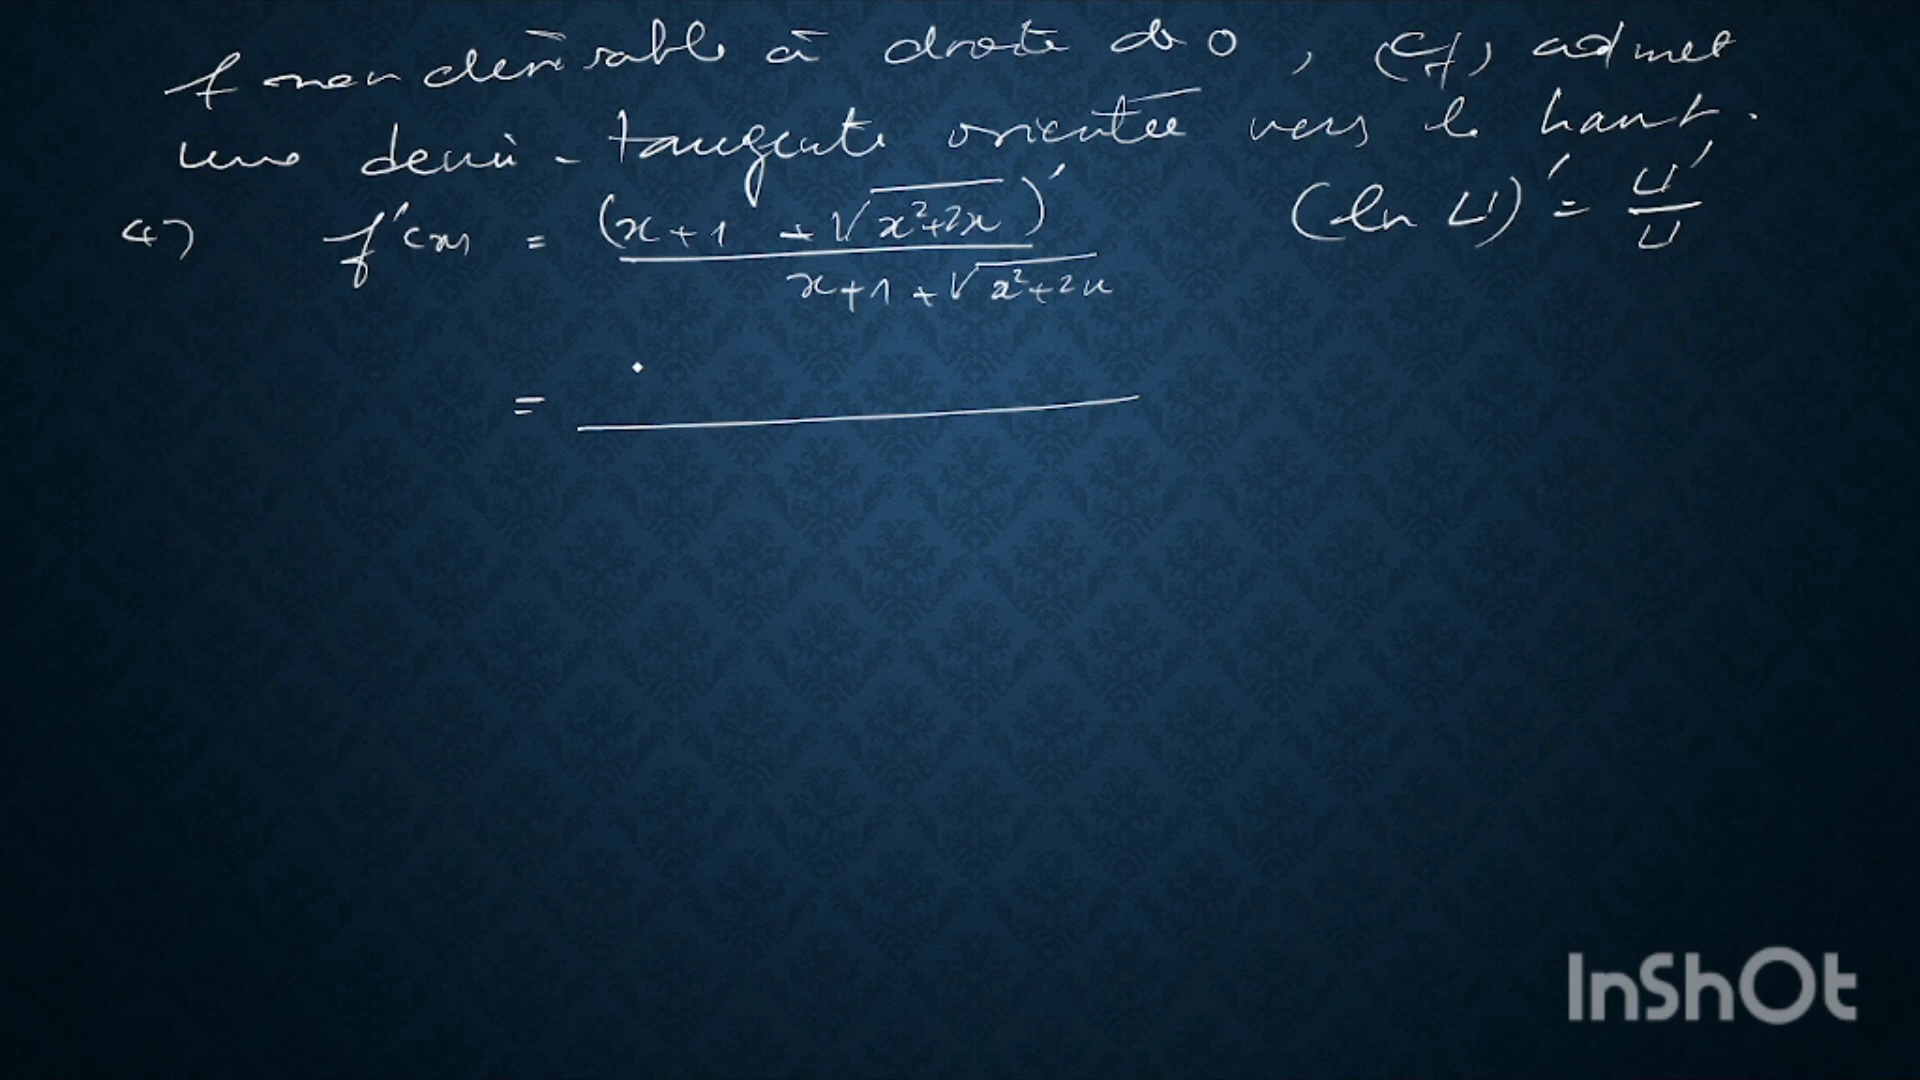 f non dérivable à droite de 0, (Cf) admet
une demi-tangente orientée vers le haut.
4) f'(x) = (x+1 + √(x²+2x))' / (x+1 + √(x²+2x)) (ln U)' = U'/U
=
InShOt